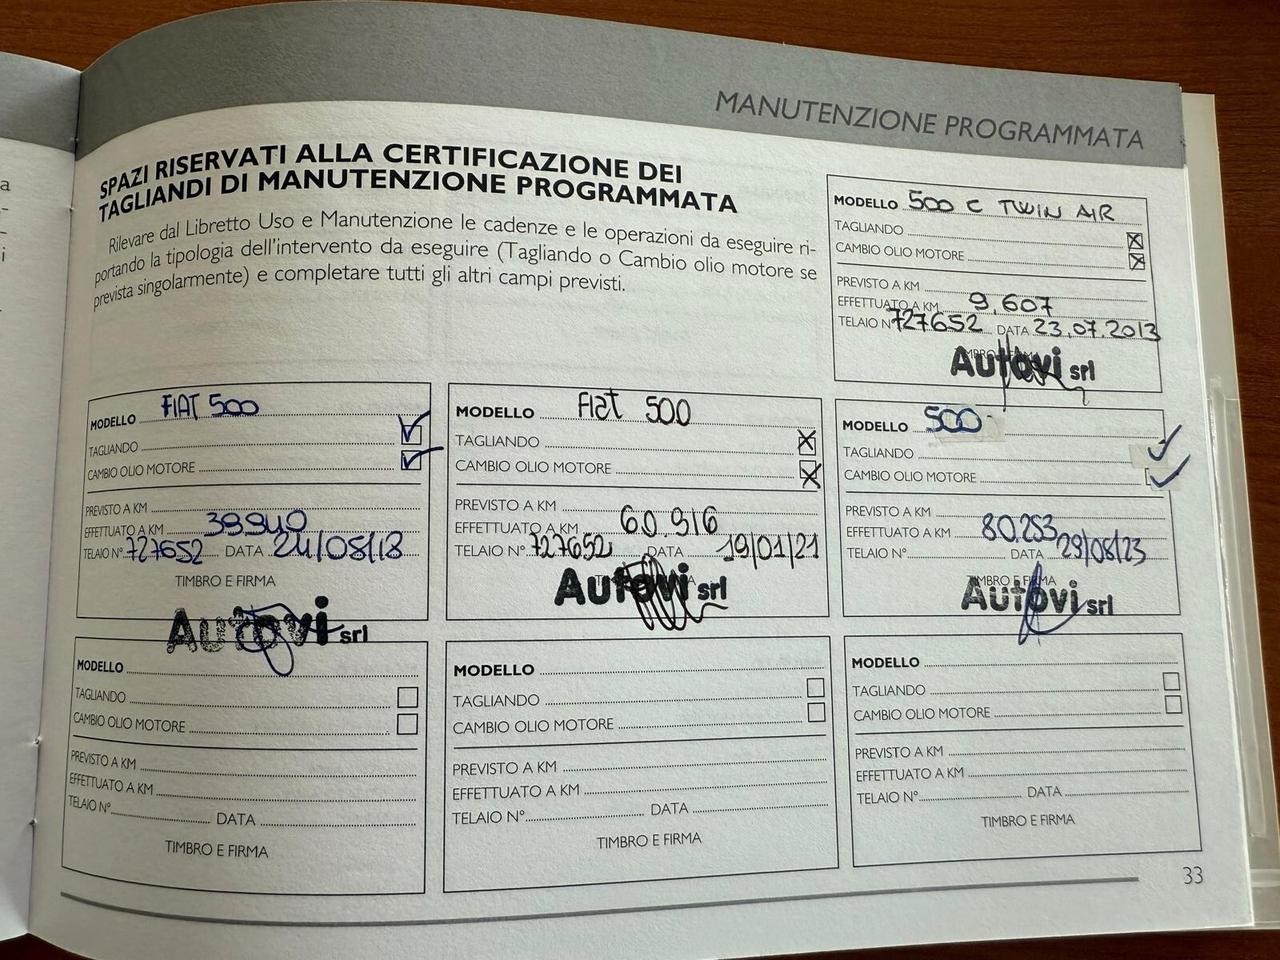 MANUTENZIONE PROGRAMMATA
SPAZI RISERVATI ALLA CERTIFICAZIONE DEI
TAGLIANDI DI MANUTENZIONE PROGRAMMATA
Rilevare dal Libretto Uso e Manutenzione le cadenze e le operazioni da eseguire ri-
portando la tipologia dell'intervento da eseguire (Tagliando o Cambio olio motore se
prevista singolarmente) e completare tutti gli altri campi previsti.
MODELLO 500 C TWIN AIR
TAGLIANDO
CAMBIO OLIO MOTORE
PREVISTO A KM
EFFETTUATO A KM 9.607
TELAIO N° 727652 DATA 23.07.2013
Autovi srl
MODELLO FIAT 500
TAGLIANDO
CAMBIO OLIO MOTORE
PREVISTO A KM
EFFETTUATO A KM 38940
TELAIO N° 727652 DATA 24/08/18
TIMBRO E FIRMA
Autovi srl
MODELLO Fiat 500
TAGLIANDO
CAMBIO OLIO MOTORE
PREVISTO A KM
EFFETTUATO A KM 60.916
TELAIO N° 727652 DATA 19/01/21
Autovi srl
MODELLO 500
TAGLIANDO
CAMBIO OLIO MOTORE
PREVISTO A KM
EFFETTUATO A KM 80.253
TELAIO N° DATA 29/08/23
TIMBRO E FIRMA
Autovi srl
MODELLO
TAGLIANDO
CAMBIO OLIO MOTORE
PREVISTO A KM
EFFETTUATO A KM
TELAIO N° DATA
TIMBRO E FIRMA
MODELLO
TAGLIANDO
CAMBIO OLIO MOTORE
PREVISTO A KM
EFFETTUATO A KM
TELAIO N° DATA
TIMBRO E FIRMA
MODELLO
TAGLIANDO
CAMBIO OLIO MOTORE
PREVISTO A KM
EFFETTUATO A KM
TELAIO N° DATA
TIMBRO E FIRMA
33